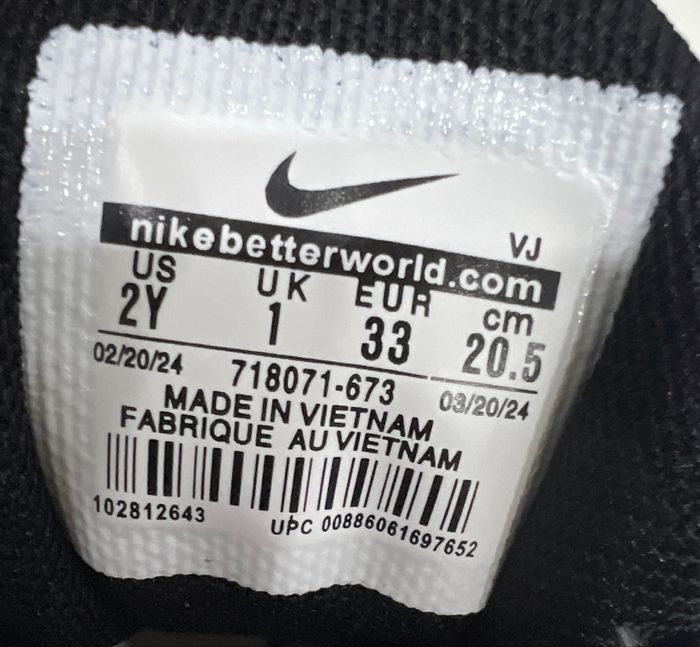 VJ
nikebetterworld.com
US UK EUR cm
2Y 1 33 20.5
02/20/24 718071-673 03/20/24
MADE IN VIETNAM
FABRIQUE AU VIETNAM
102812643 UPC 00886061697652